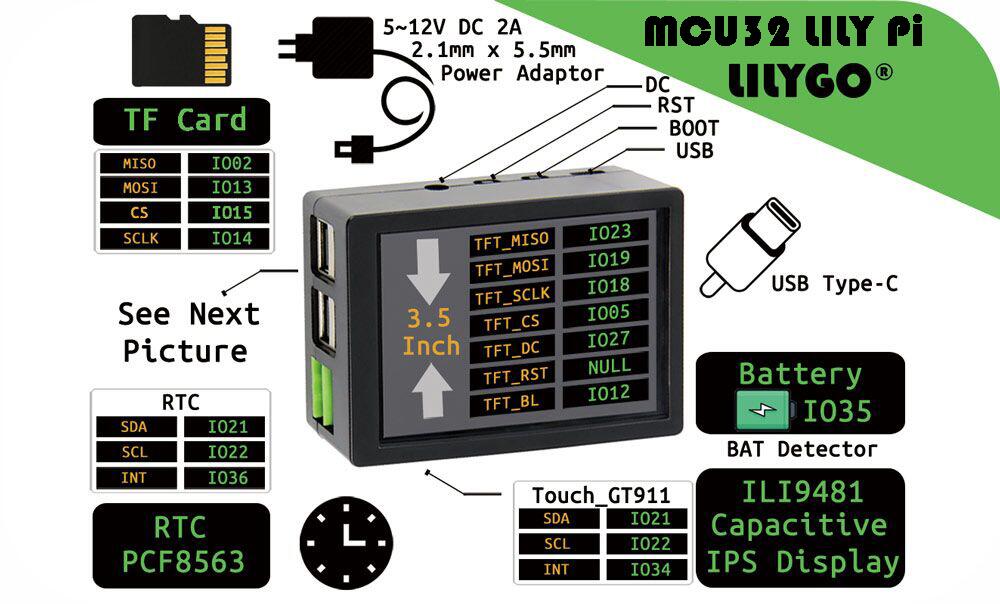 MCU32 LILY Pi
LILYGO®
5~12V DC 2A
2.1mm x 5.5mm
Power Adaptor
DC
RST
BOOT
USB
TF Card
MISO IO02
MOSI IO13
CS IO15
SCLK IO14
3.5
Inch
TFT_MISO IO23
TFT_MOSI IO19
TFT_SCLK IO18
TFT_CS IO05
TFT_DC IO27
TFT_RST NULL
TFT_BL IO12
USB Type-C
See Next
Picture
Battery
IO35
BAT Detector
RTC
SDA IO21
SCL IO22
INT IO36
RTC
PCF8563
Touch_GT911
SDA IO21
SCL IO22
INT IO34
ILI9481
Capacitive
IPS Display